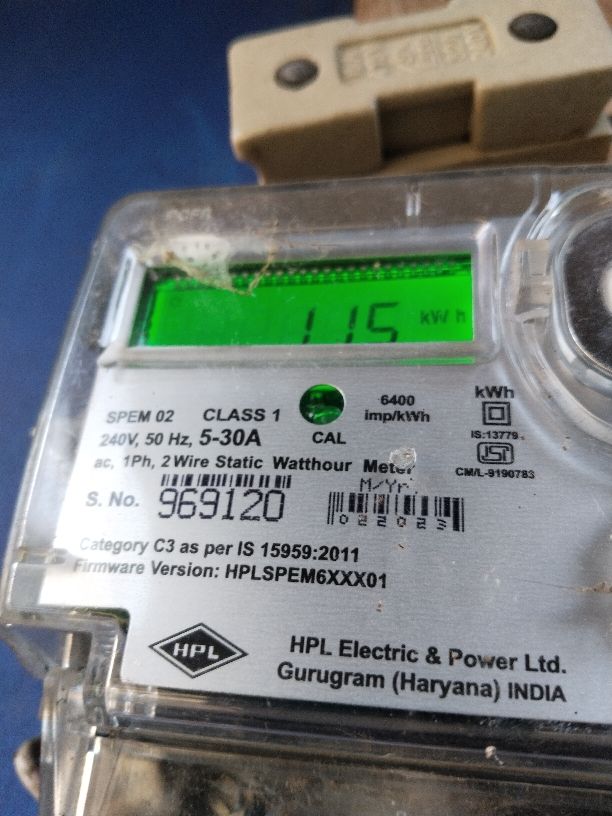 115 kWh
SPEM 02 CLASS 1
6400
imp/kWh
kWh
240V, 50 Hz, 5-30A
CAL
IS:13779
ac, 1Ph, 2 Wire Static Watthour Meter
CM/L-9190783
M/Yr
S. No. 969120
022023
Category C3 as per IS 15959:2011
Firmware Version: HPLSPEM6XXX01
HPL
HPL Electric & Power Ltd.
Gurugram (Haryana) INDIA